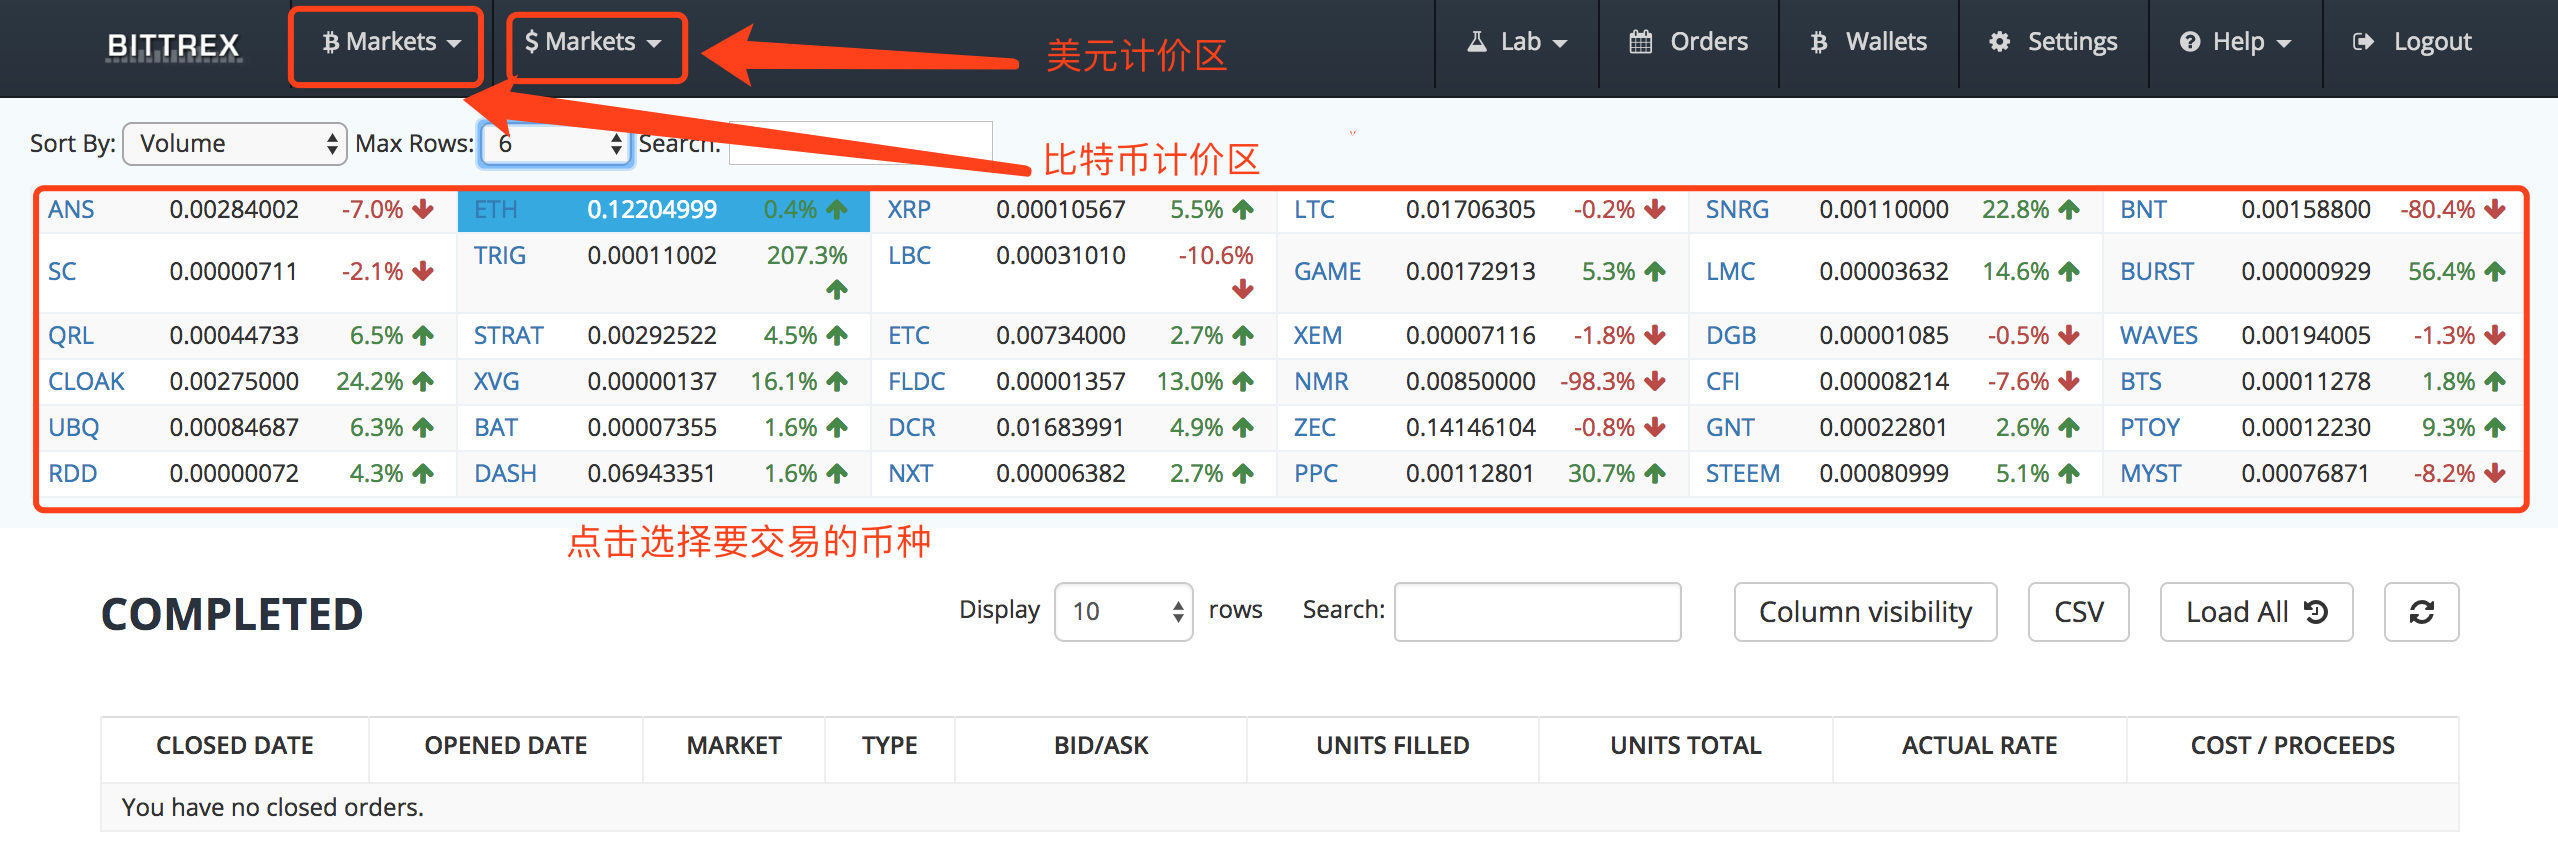 BITTREX ฿ Markets $ Markets 美元计价区 Lab Orders ฿ Wallets Settings Help Logout
Sort By: Volume Max Rows: 6 Search: 比特币计价区
ANS 0.00284002 -7.0% ETH 0.12204999 0.4% XRP 0.00010567 5.5% LTC 0.01706305 -0.2% SNRG 0.00110000 22.8% BNT 0.00158800 -80.4%
SC 0.00000711 -2.1% TRIG 0.00011002 207.3% LBC 0.00031010 -10.6% GAME 0.00172913 5.3% LMC 0.00003632 14.6% BURST 0.00000929 56.4%
QRL 0.00044733 6.5% STRAT 0.00292522 4.5% ETC 0.00734000 2.7% XEM 0.00007116 -1.8% DGB 0.00001085 -0.5% WAVES 0.00194005 -1.3%
CLOAK 0.00275000 24.2% XVG 0.00000137 16.1% FLDC 0.00001357 13.0% NMR 0.00850000 -98.3% CFI 0.00008214 -7.6% BTS 0.00011278 1.8%
UBQ 0.00084687 6.3% BAT 0.00007355 1.6% DCR 0.01683991 4.9% ZEC 0.14146104 -0.8% GNT 0.00022801 2.6% PTOY 0.00012230 9.3%
RDD 0.00000072 4.3% DASH 0.06943351 1.6% NXT 0.00006382 2.7% PPC 0.00112801 30.7% STEEM 0.00080999 5.1% MYST 0.00076871 -8.2%
点击选择要交易的币种
COMPLETED Display 10 rows Search: Column visibility CSV Load All
CLOSED DATE OPENED DATE MARKET TYPE BID/ASK UNITS FILLED UNITS TOTAL ACTUAL RATE COST / PROCEEDS
You have no closed orders.